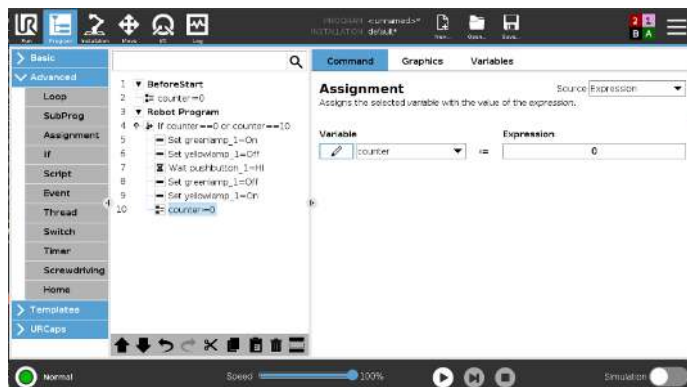 UR
Run Program Installation Move I/O Log
PROGRAM <unnamed>*
INSTALLATION default*
New... Open... Save...
Basic
Advanced
Loop
SubProg
Assignment
If
Script
Event
Thread
Switch
Timer
Screwdriving
Home
Templates
URCaps
1 BeforeStart
2 counter:=0
3 Robot Program
4 If counter==0 or counter==10
5 Set greenlamp_1=On
6 Set yellowlamp_1=Off
7 Wait pushbutton_1=HI
8 Set greenlamp_1=Off
9 Set yellowlamp_1=On
10 counter:=0
Command Graphics Variables
Assignment
Source Expression
Assigns the selected variable with the value of the expression.
Variable Expression
counter := 0
Normal
Speed 100%
Simulation